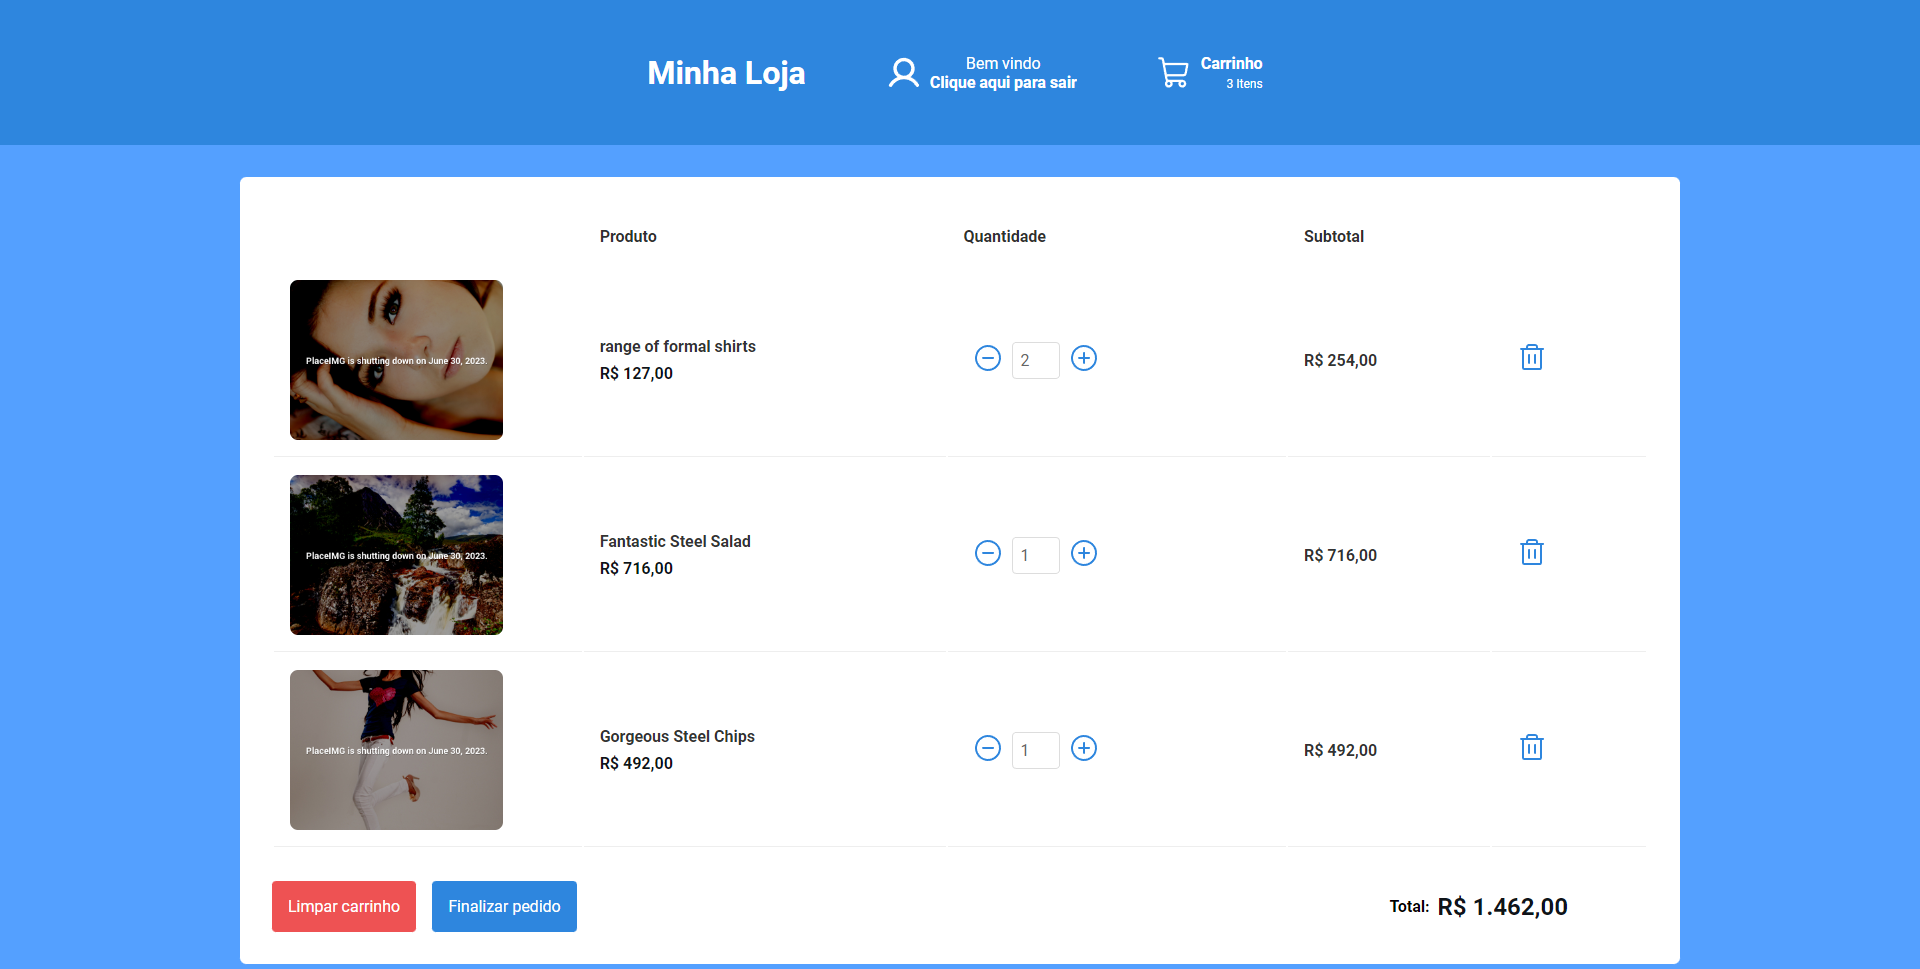 Minha Loja
Bem vindo
Clique aqui para sair
Carrinho
3 Itens
Produto
Quantidade
Subtotal
PlaceIMG is shutting down on June 30, 2023.
range of formal shirts
R$ 127,00
2
R$ 254,00
PlaceIMG is shutting down on June 30, 2023.
Fantastic Steel Salad
R$ 716,00
1
R$ 716,00
PlaceIMG is shutting down on June 30, 2023.
Gorgeous Steel Chips
R$ 492,00
1
R$ 492,00
Limpar carrinho
Finalizar pedido
Total: R$ 1.462,00